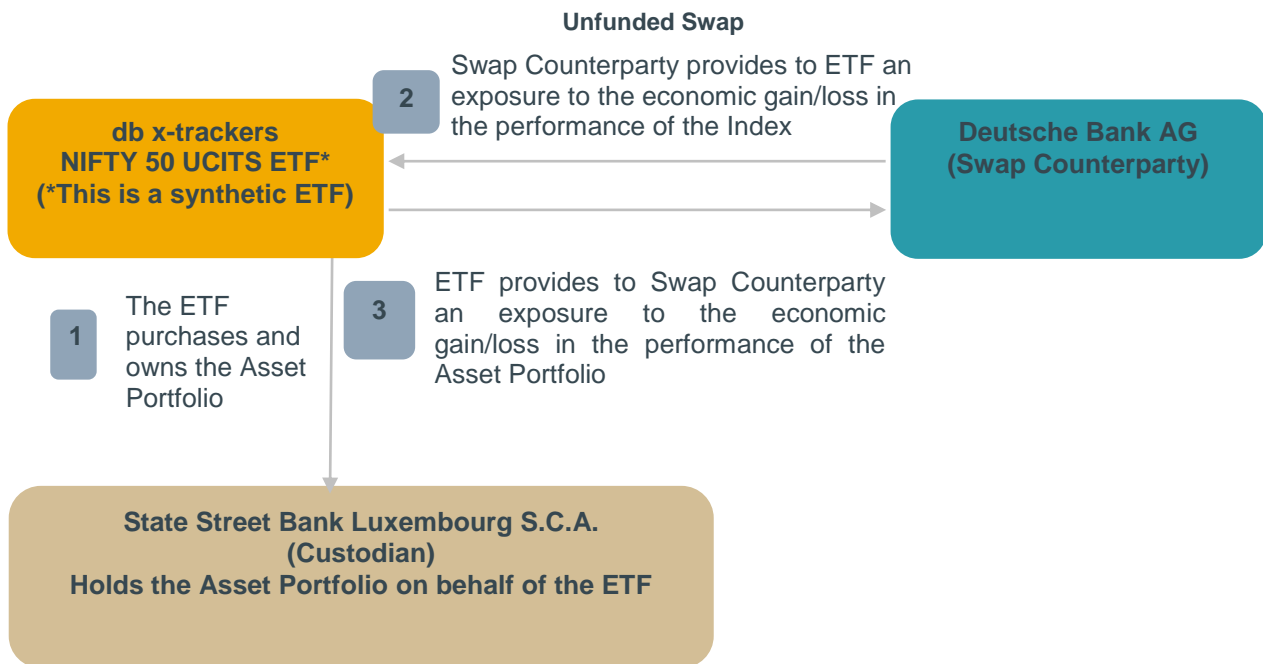 Unfunded Swap
2
Swap Counterparty provides to ETF an
exposure to the economic gain/loss in
the performance of the Index
db x-trackers
NIFTY 50 UCITS ETF*
(*This is a synthetic ETF)
Deutsche Bank AG
(Swap Counterparty)
1
The ETF
purchases and
owns the Asset
Portfolio
3
ETF provides to Swap Counterparty
an exposure to the economic
gain/loss in the performance of the
Asset Portfolio
State Street Bank Luxembourg S.C.A.
(Custodian)
Holds the Asset Portfolio on behalf of the ETF